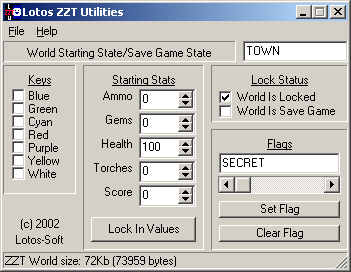 Lotos ZZT Utilities
File Help
World Starting State/Save Game State
TOWN
Keys
Blue
Green
Cyan
Red
Purple
Yellow
White
(c) 2002
Lotos-Soft
Starting Stats
Ammo 0
Gems 0
Health 100
Torches 0
Score 0
Lock In Values
Lock Status
World Is Locked
World Is Save Game
Flags
SECRET
Set Flag
Clear Flag
ZZT World size: 72Kb (73959 bytes)